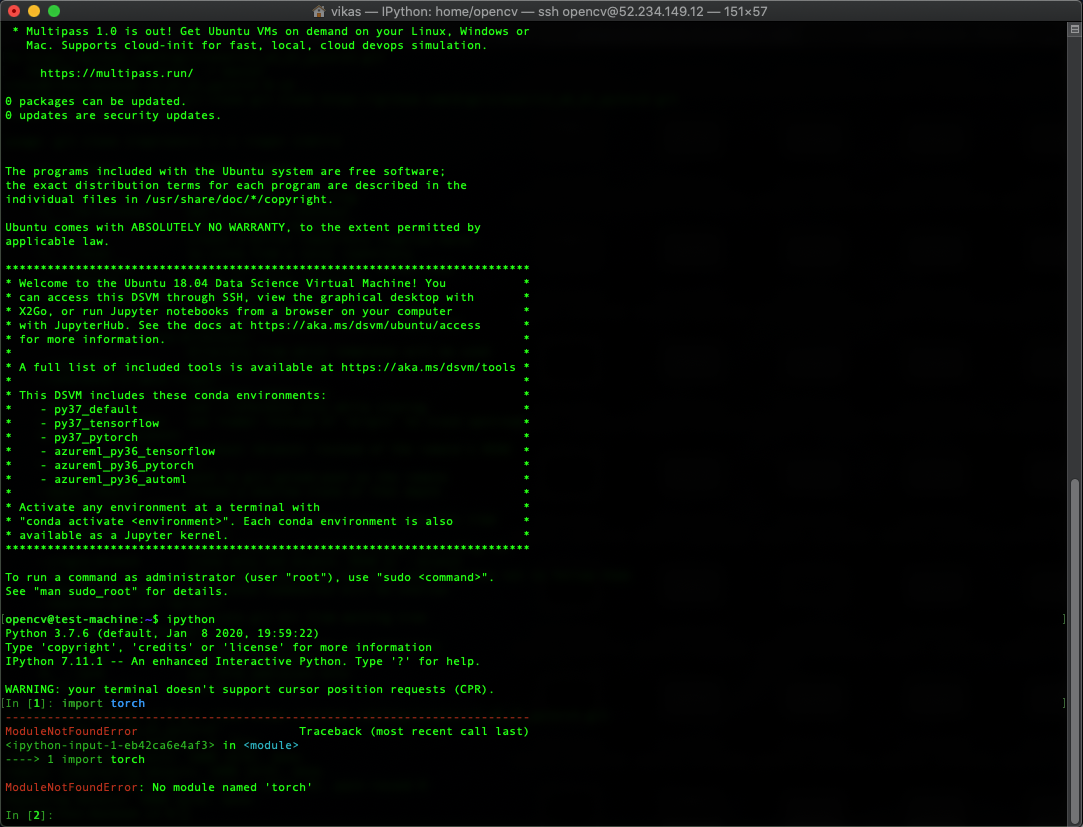 vikas — IPython: home/opencv — ssh opencv@52.234.149.12 — 151×57
 * Multipass 1.0 is out! Get Ubuntu VMs on demand on your Linux, Windows or
   Mac. Supports cloud-init for fast, local, cloud devops simulation.
     https://multipass.run/
0 packages can be updated.
0 updates are security updates.
The programs included with the Ubuntu system are free software;
the exact distribution terms for each program are described in the
individual files in /usr/share/doc/*/copyright.
Ubuntu comes with ABSOLUTELY NO WARRANTY, to the extent permitted by
applicable law.
***************************************************************************
* Welcome to the Ubuntu 18.04 Data Science Virtual Machine! You           *
* can access this DSVM through SSH, view the graphical desktop with       *
* X2Go, or run Jupyter notebooks from a browser on your computer          *
* with JupyterHub. See the docs at https://aka.ms/dsvm/ubuntu/access      *
* for more information.                                                   *
*                                                                         *
* A full list of included tools is available at https://aka.ms/dsvm/tools *
*                                                                         *
* This DSVM includes these conda environments:                            *
*    - py37_default                                                       *
*    - py37_tensorflow                                                    *
*    - py37_pytorch                                                       *
*    - azureml_py36_tensorflow                                            *
*    - azureml_py36_pytorch                                               *
*    - azureml_py36_automl                                                *
*                                                                         *
* Activate any environment at a terminal with                             *
* "conda activate <environment>". Each conda environment is also          *
* available as a Jupyter kernel.                                          *
***************************************************************************
To run a command as administrator (user "root"), use "sudo <command>".
See "man sudo_root" for details.
[opencv@test-machine:~$ ipython ]
Python 3.7.6 (default, Jan  8 2020, 19:59:22)
Type 'copyright', 'credits' or 'license' for more information
IPython 7.11.1 -- An enhanced Interactive Python. Type '?' for help.
WARNING: your terminal doesn't support cursor position requests (CPR).
[In [1]: import torch ]
---------------------------------------------------------------------------
ModuleNotFoundError                       Traceback (most recent call last)
<ipython-input-1-eb42ca6e4af3> in <module>
----> 1 import torch
ModuleNotFoundError: No module named 'torch'
In [2]: